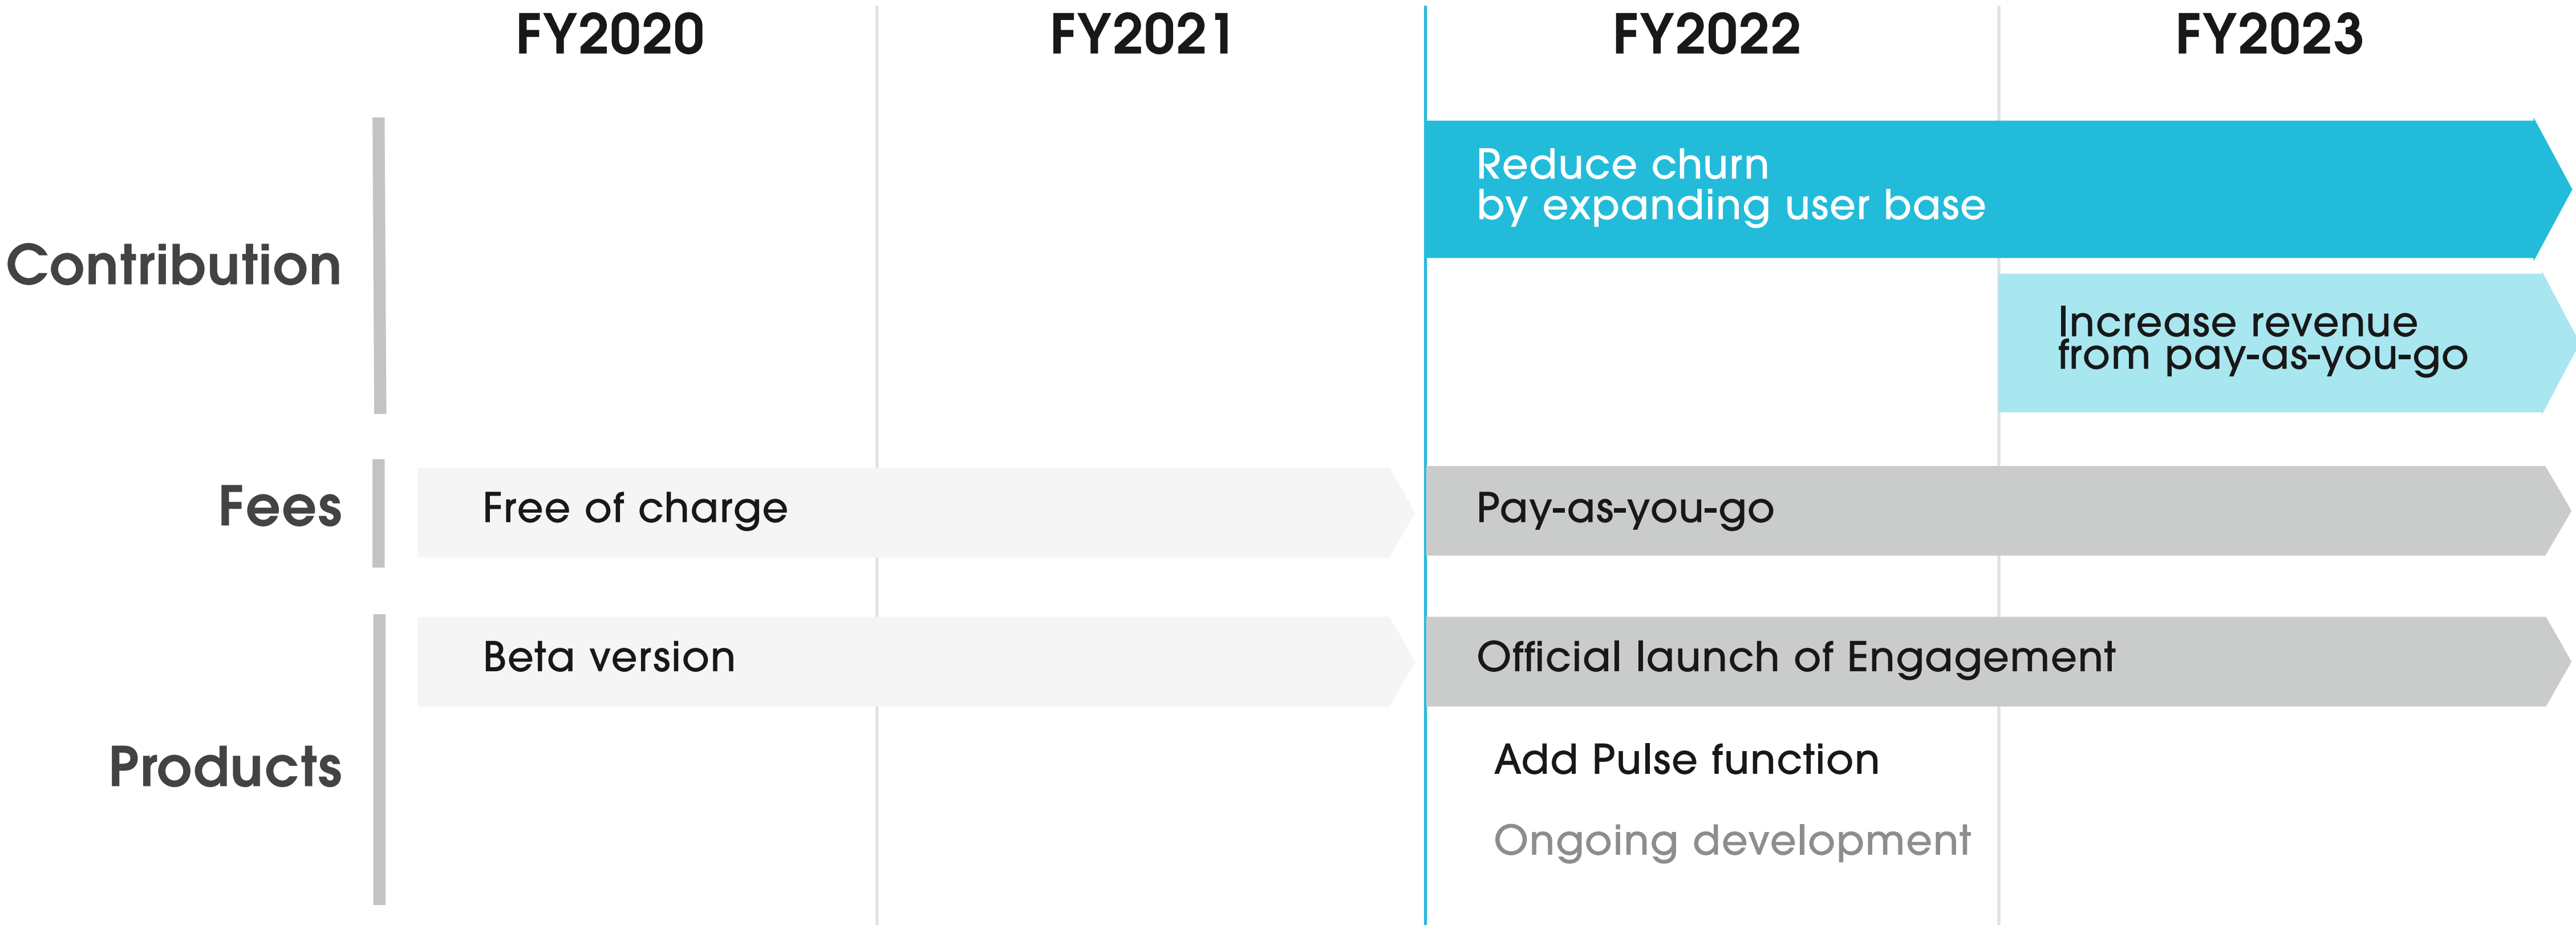 FY2020 FY2021 FY2022 FY2023
Contribution
Reduce churn
by expanding user base
Increase revenue
from pay-as-you-go
Fees
Free of charge
Pay-as-you-go
Products
Beta version
Official launch of Engagement
Add Pulse function
Ongoing development